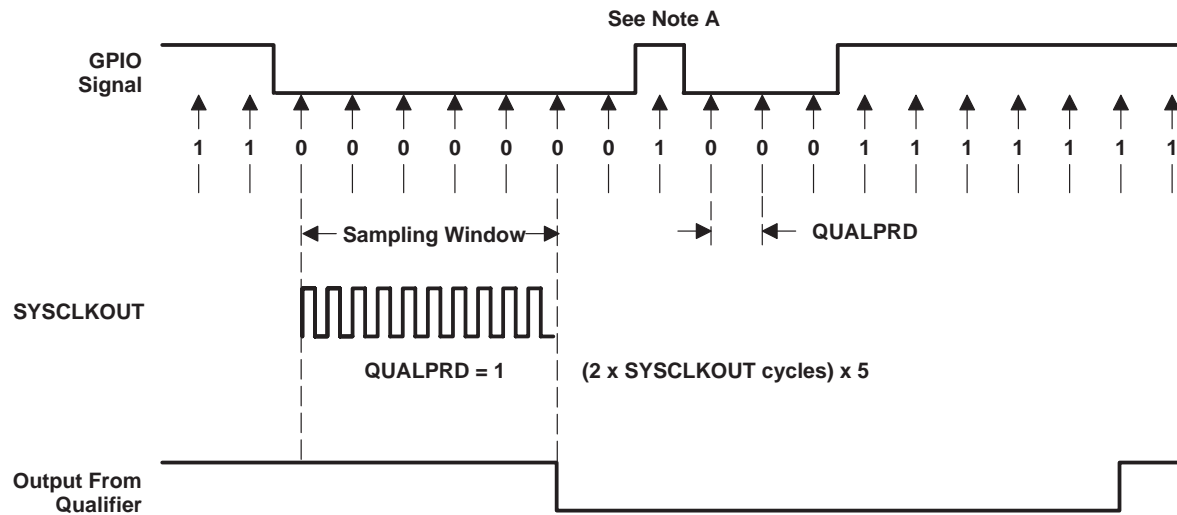 See Note A
GPIO
Signal
1 1 0 0 0 0 0 0 0 1 0 0 0 1 1 1 1 1 1 1
Sampling Window
QUALPRD
SYSCLKOUT
QUALPRD = 1
(2 x SYSCLKOUT cycles) x 5
Output From
Qualifier